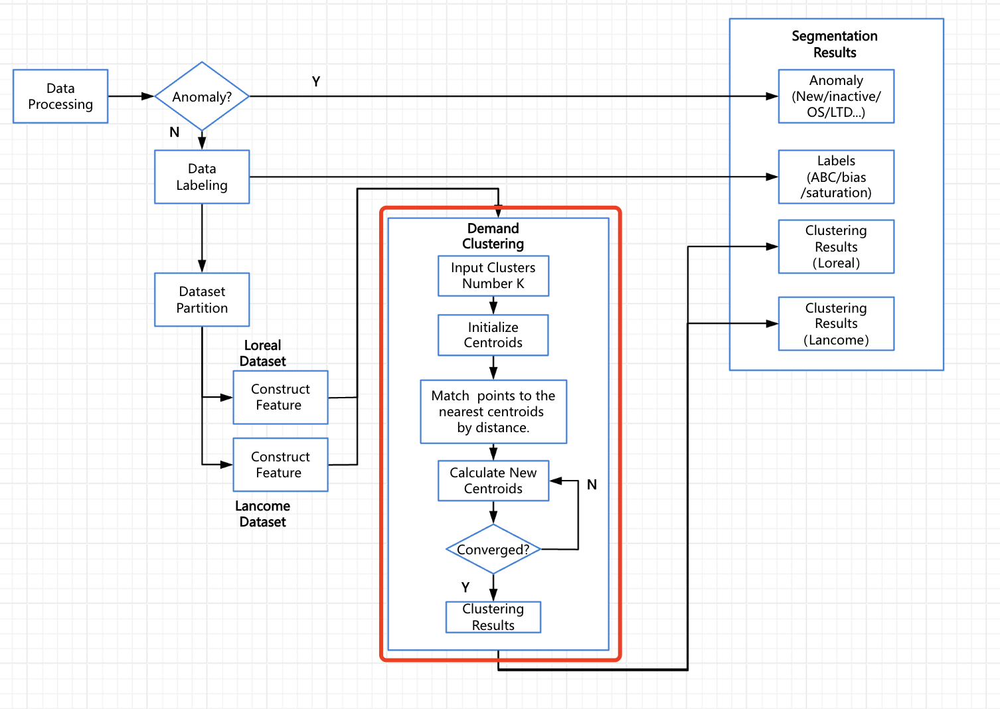 Data
Processing
Anomaly?
Y
N
Data
Labeling
Dataset
Partition
Loreal
Dataset
Construct
Feature
Construct
Feature
Lancome
Dataset
Demand
Clustering
Input Clusters
Number K
Initialize
Centroids
Match  points to the
nearest centroids
by distance.
Calculate New
Centroids
N
Converged?
Y
Clustering
Results
Segmentation
Results
Anomaly
(New/inactive/
OS/LTD...)
Labels
(ABC/bias
/saturation)
Clustering
Results
(Loreal)
Clustering
Results
(Lancome)